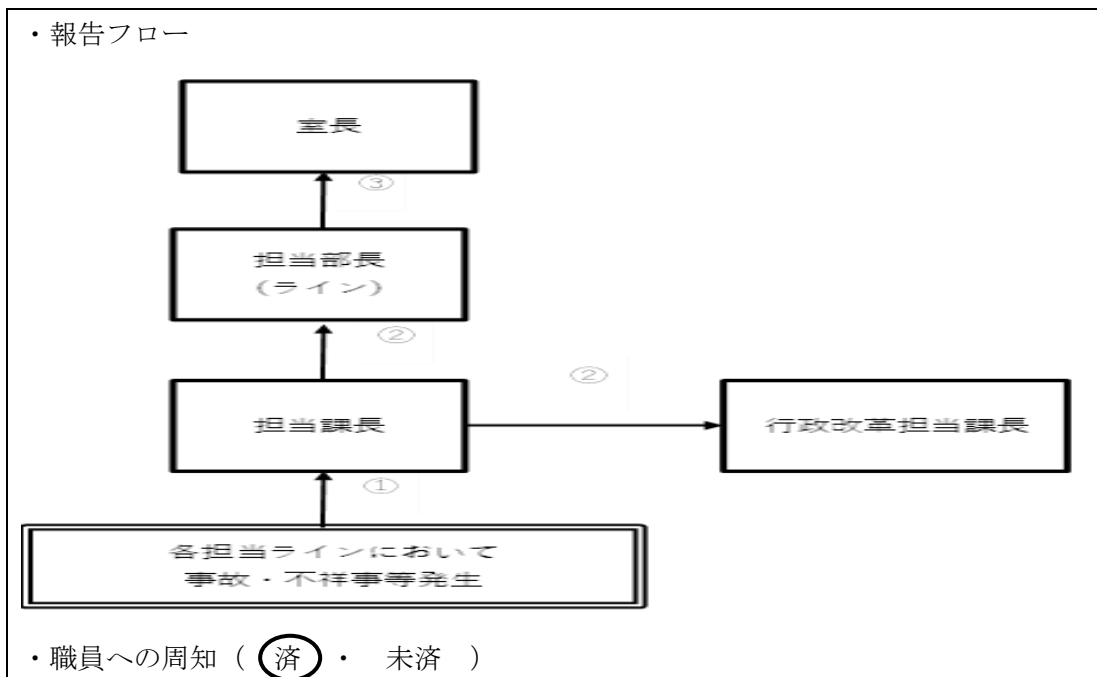 ・報告フロー
室長
③
担当部長
(ライン)
②
②
担当課長
行政改革担当課長
①
各担当ラインにおいて
事故・不祥事等発生
・職員への周知（ 済 ・ 未済 ）